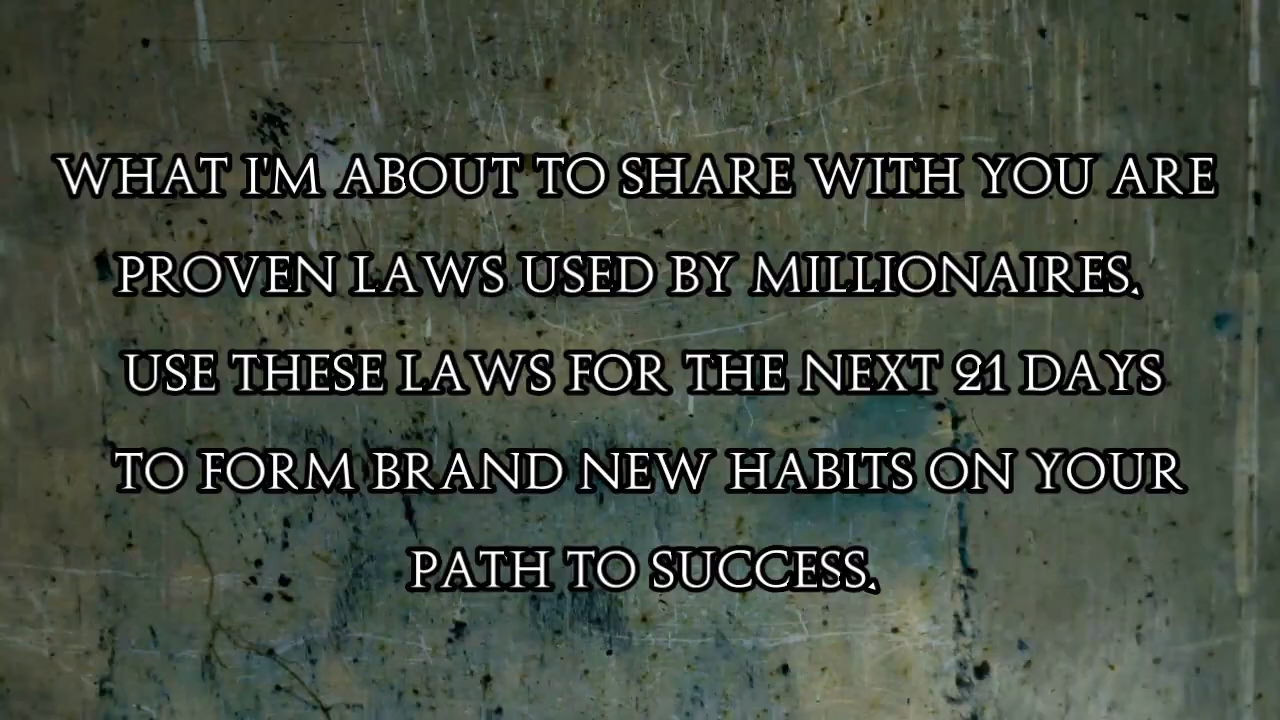 WHAT I'M ABOUT TO SHARE WITH YOU ARE
PROVEN LAWS USED BY MILLIONAIRES.
USE THESE LAWS FOR THE NEXT 21 DAYS
TO FORM BRAND NEW HABITS ON YOUR
PATH TO SUCCESS.